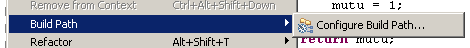 Remove from Context Ctrl+Alt+Shift+Down
mutu = 1;
Build Path
Configure Build Path...
Refactor Alt+Shift+T
return mutu;